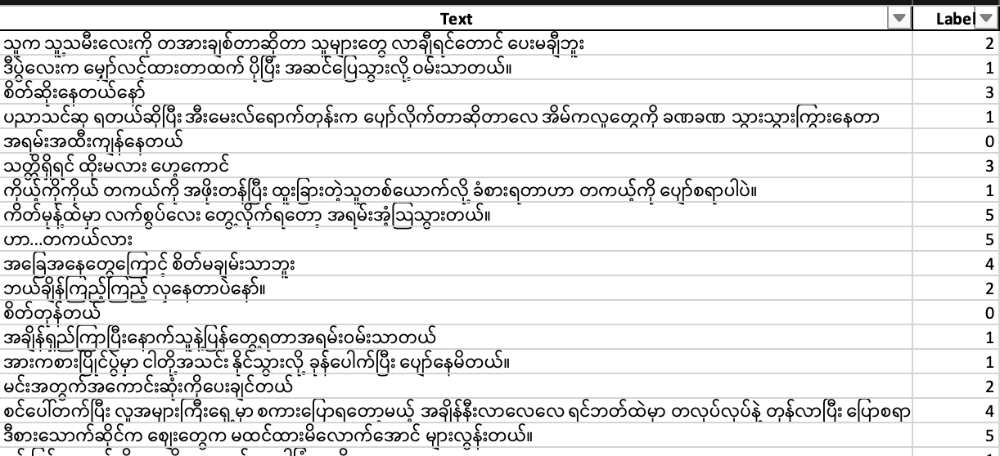 Text Label
သူက သူ့သမီးလေးကို တအားချစ်တာဆိုတာ သူများတွေ လာချီရင်တောင် ပေးမချီဘူး 2
ဒီပွဲလေးက မျှော်လင့်ထားတာထက် ပိုပြီး အဆင်ပြေသွားလို့ ဝမ်းသာတယ်။ 1
စိတ်ဆိုးနေတယ်နော် 3
ပညာသင်ဆု ရတယ်ဆိုပြီး အီးမေးလ်ရောက်တုန်းက ပျော်လိုက်တာဆိုတာလေ အိမ်ကလူတွေကို ခဏခဏ သွားသွားကြွားနေတာ 1
အရမ်းအထီးကျန်နေတယ် 0
သတ္တိရှိရင် ထိုးမလား ဟေ့ကောင် 3
ကိုယ့်ကိုကိုယ် တကယ်ကို အဖိုးတန်ပြီး ထူးခြားတဲ့သူတစ်ယောက်လို့ ခံစားရတာဟာ တကယ့်ကို ပျော်စရာပါပဲ။ 1
ကိတ်မုန့်ထဲမှာ လက်စွပ်လေး တွေ့လိုက်ရတော့ အရမ်းအံ့ဩသွားတယ်။ 5
ဟာ...တကယ်လား 5
အခြေအနေတွေကြောင့် စိတ်မချမ်းသာဘူး 4
ဘယ်ချိန်ကြည့်ကြည့် လှနေတာပဲနော်။ 2
စိတ်တုန်တယ် 0
အချိန်ရှည်ကြာပြီးနောက်သူနဲ့ပြန်တွေ့ရတာအရမ်းဝမ်းသာတယ် 1
အားကစားပြိုင်ပွဲမှာ ငါတို့အသင်း နိုင်သွားလို့ ခုန်ပေါက်ပြီး ပျော်နေမိတယ်။ 1
မင်းအတွက်အကောင်းဆုံးကိုပေးချင်တယ် 2
စင်ပေါ်တက်ပြီး လူအများကြီးရှေ့မှာ စကားပြောရတော့မယ့် အချိန်နီးလာလေလေ ရင်ဘတ်ထဲမှာ တလှပ်လှပ်နဲ့ တုန်လာပြီး ပြောစရာ 4
ဒီစားသောက်ဆိုင်က ဈေးတွေက မထင်ထားမိလောက်အောင် များလွန်းတယ်။ 5